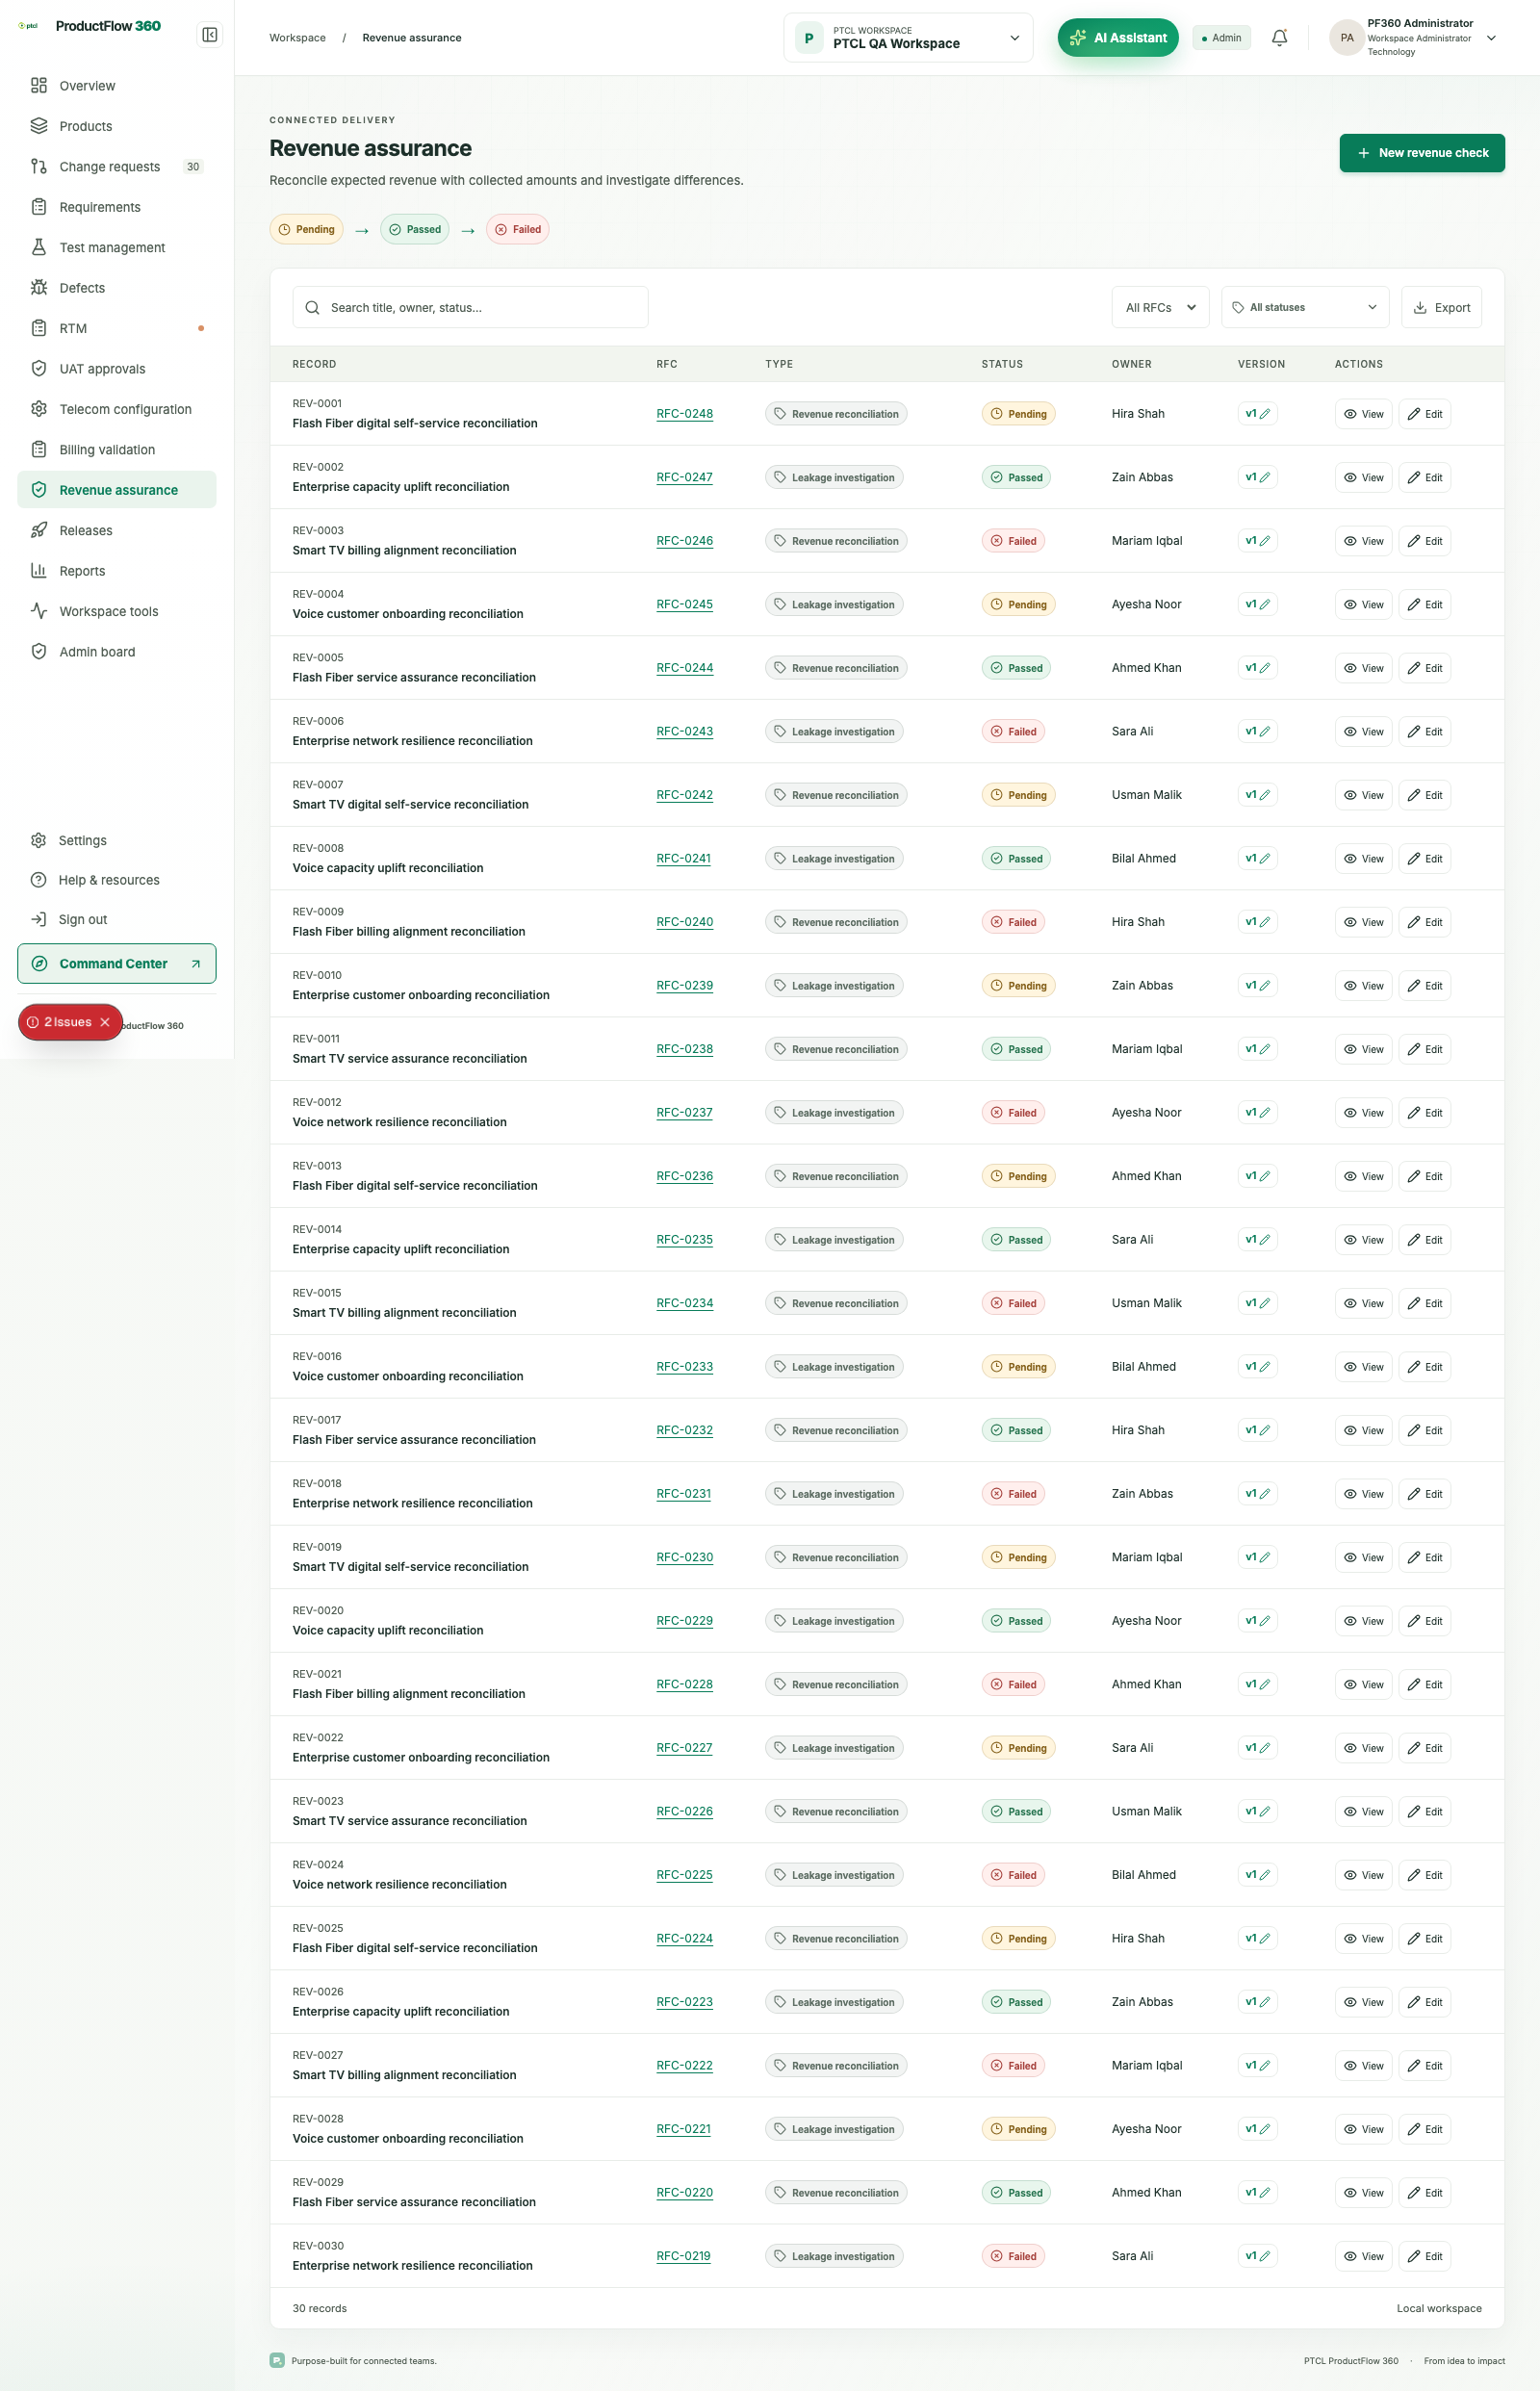 ptcl ProductFlow 360
Overview
Products
Change requests 30
Requirements
Test management
Defects
RTM
UAT approvals
Telecom configuration
Billing validation
Revenue assurance
Releases
Reports
Workspace tools
Admin board
Settings
Help & resources
Sign out
Command Center
2 Issues
oductFlow 360
Workspace / Revenue assurance
P PTCL WORKSPACE
PTCL QA Workspace
AI Assistant
Admin
PA PF360 Administrator
Workspace Administrator
Technology
CONNECTED DELIVERY
Revenue assurance
Reconcile expected revenue with collected amounts and investigate differences.
+ New revenue check
Pending → Passed → Failed
Search title, owner, status...
All RFCs
All statuses
Export
RECORD RFC TYPE STATUS OWNER VERSION ACTIONS
REV-0001
Flash Fiber digital self-service reconciliation RFC-0248 Revenue reconciliation Pending Hira Shah v1 View Edit
REV-0002
Enterprise capacity uplift reconciliation RFC-0247 Leakage investigation Passed Zain Abbas v1 View Edit
REV-0003
Smart TV billing alignment reconciliation RFC-0246 Revenue reconciliation Failed Mariam Iqbal v1 View Edit
REV-0004
Voice customer onboarding reconciliation RFC-0245 Leakage investigation Pending Ayesha Noor v1 View Edit
REV-0005
Flash Fiber service assurance reconciliation RFC-0244 Revenue reconciliation Passed Ahmed Khan v1 View Edit
REV-0006
Enterprise network resilience reconciliation RFC-0243 Leakage investigation Failed Sara Ali v1 View Edit
REV-0007
Smart TV digital self-service reconciliation RFC-0242 Revenue reconciliation Pending Usman Malik v1 View Edit
REV-0008
Voice capacity uplift reconciliation RFC-0241 Leakage investigation Passed Bilal Ahmed v1 View Edit
REV-0009
Flash Fiber billing alignment reconciliation RFC-0240 Revenue reconciliation Failed Hira Shah v1 View Edit
REV-0010
Enterprise customer onboarding reconciliation RFC-0239 Leakage investigation Pending Zain Abbas v1 View Edit
REV-0011
Smart TV service assurance reconciliation RFC-0238 Revenue reconciliation Passed Mariam Iqbal v1 View Edit
REV-0012
Voice network resilience reconciliation RFC-0237 Leakage investigation Failed Ayesha Noor v1 View Edit
REV-0013
Flash Fiber digital self-service reconciliation RFC-0236 Revenue reconciliation Pending Ahmed Khan v1 View Edit
REV-0014
Enterprise capacity uplift reconciliation RFC-0235 Leakage investigation Passed Sara Ali v1 View Edit
REV-0015
Smart TV billing alignment reconciliation RFC-0234 Revenue reconciliation Failed Usman Malik v1 View Edit
REV-0016
Voice customer onboarding reconciliation RFC-0233 Leakage investigation Pending Bilal Ahmed v1 View Edit
REV-0017
Flash Fiber service assurance reconciliation RFC-0232 Revenue reconciliation Passed Hira Shah v1 View Edit
REV-0018
Enterprise network resilience reconciliation RFC-0231 Leakage investigation Failed Zain Abbas v1 View Edit
REV-0019
Smart TV digital self-service reconciliation RFC-0230 Revenue reconciliation Pending Mariam Iqbal v1 View Edit
REV-0020
Voice capacity uplift reconciliation RFC-0229 Leakage investigation Passed Ayesha Noor v1 View Edit
REV-0021
Flash Fiber billing alignment reconciliation RFC-0228 Revenue reconciliation Failed Ahmed Khan v1 View Edit
REV-0022
Enterprise customer onboarding reconciliation RFC-0227 Leakage investigation Pending Sara Ali v1 View Edit
REV-0023
Smart TV service assurance reconciliation RFC-0226 Revenue reconciliation Passed Usman Malik v1 View Edit
REV-0024
Voice network resilience reconciliation RFC-0225 Leakage investigation Failed Bilal Ahmed v1 View Edit
REV-0025
Flash Fiber digital self-service reconciliation RFC-0224 Revenue reconciliation Pending Hira Shah v1 View Edit
REV-0026
Enterprise capacity uplift reconciliation RFC-0223 Leakage investigation Passed Zain Abbas v1 View Edit
REV-0027
Smart TV billing alignment reconciliation RFC-0222 Revenue reconciliation Failed Mariam Iqbal v1 View Edit
REV-0028
Voice customer onboarding reconciliation RFC-0221 Leakage investigation Pending Ayesha Noor v1 View Edit
REV-0029
Flash Fiber service assurance reconciliation RFC-0220 Revenue reconciliation Passed Ahmed Khan v1 View Edit
REV-0030
Enterprise network resilience reconciliation RFC-0219 Leakage investigation Failed Sara Ali v1 View Edit
30 records Local workspace
P. Purpose-built for connected teams. PTCL ProductFlow 360 · From idea to impact